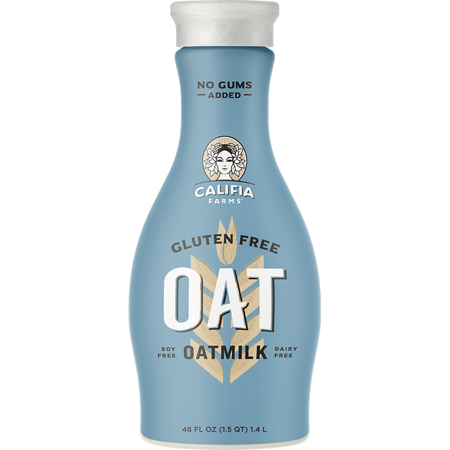 NO GUMS
ADDED
CALIFIA
FARMS
GLUTEN FREE
OAT
SOY FREE
OATMILK
DAIRY FREE
48 FL OZ (1.5 QT) 1.4 L